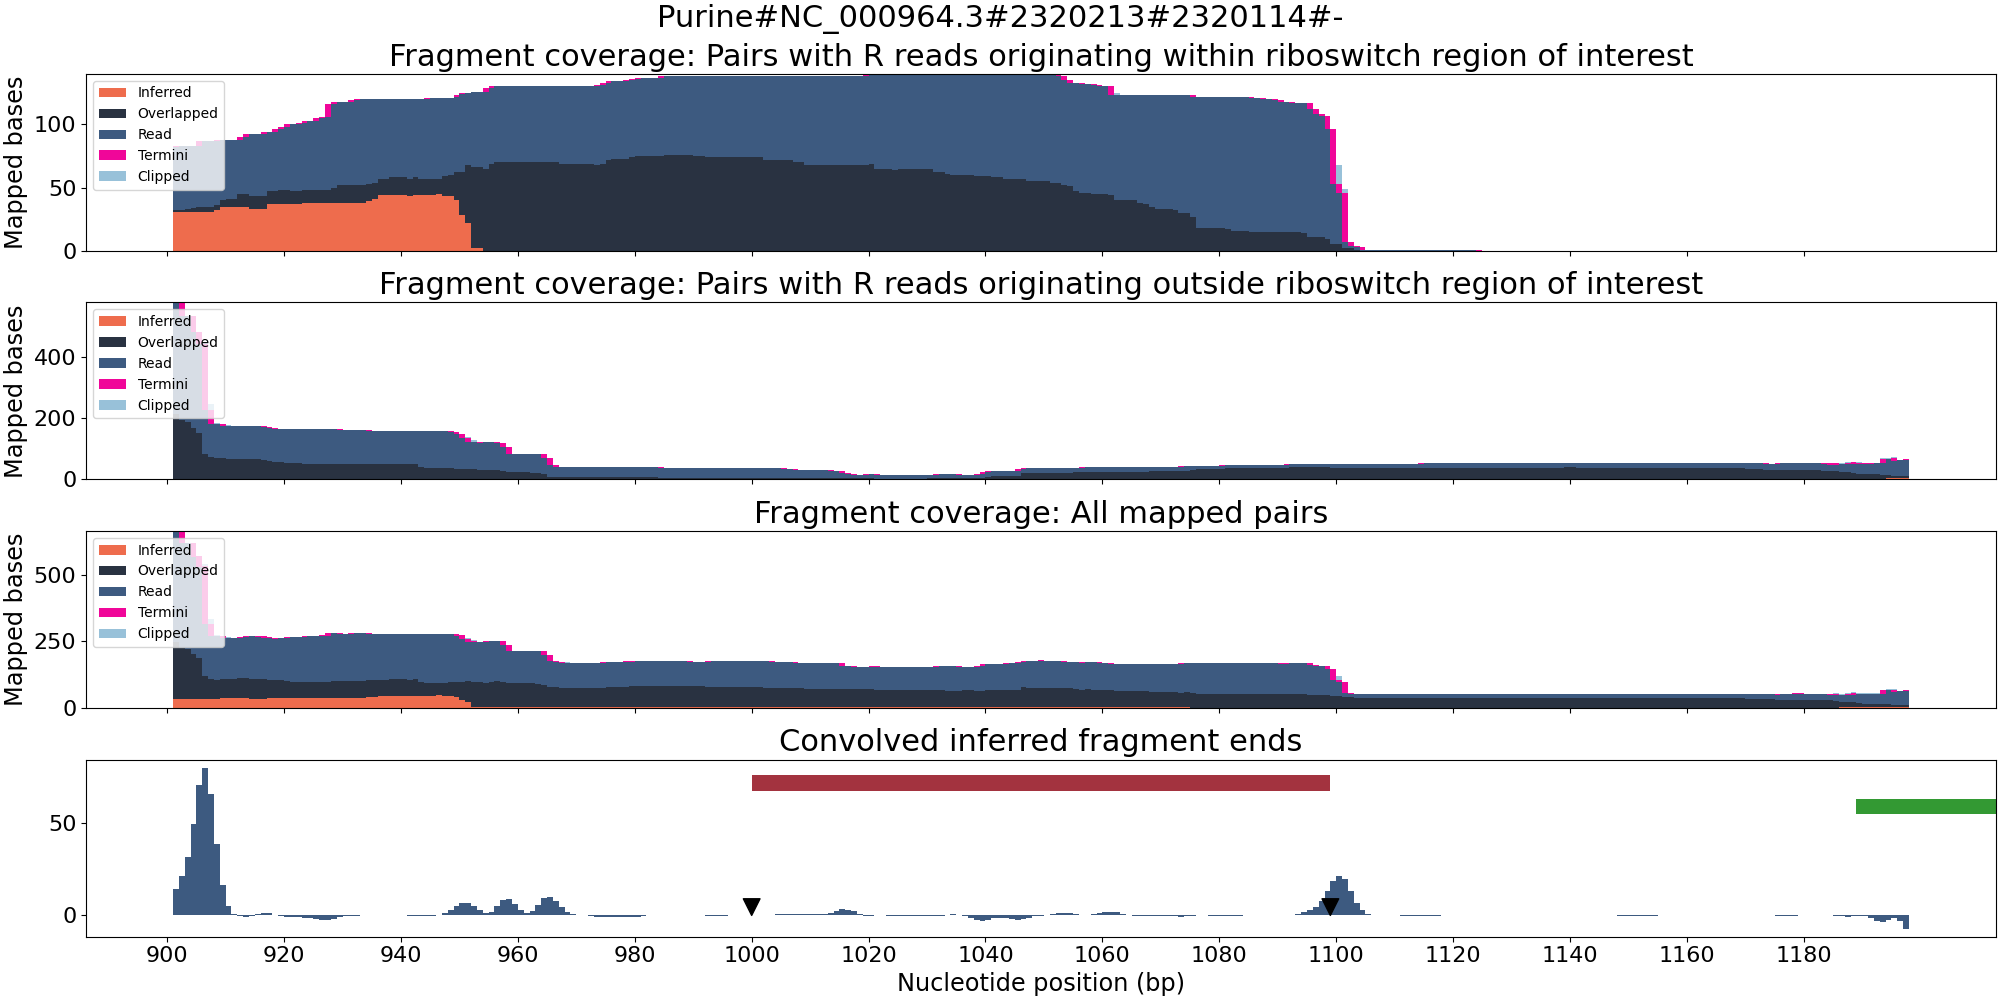 Purine#NC_000964.3#2320213#2320114#-
Fragment coverage: Pairs with R reads originating within riboswitch region of interest
Mapped bases
100
50
0
Inferred
Overlapped
Read
Termini
Clipped
Fragment coverage: Pairs with R reads originating outside riboswitch region of interest
Mapped bases
400
200
0
Inferred
Overlapped
Read
Termini
Clipped
Fragment coverage: All mapped pairs
Mapped bases
500
250
0
Inferred
Overlapped
Read
Termini
Clipped
Convolved inferred fragment ends
50
0
900 920 940 960 980 1000 1020 1040 1060 1080 1100 1120 1140 1160 1180
Nucleotide position (bp)